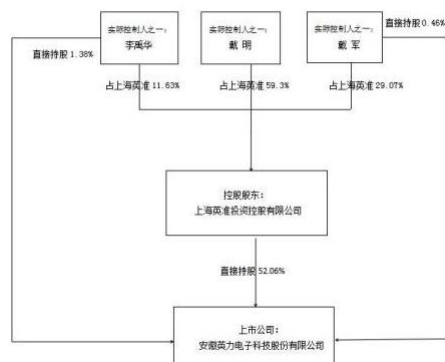 实际控制人之一:
李禹华
实际控制人之一:
戴 明
实际控制人之一:
戴 军
直接持股 0.46%
直接持股 1.38%
占上海英准 11.63%
占上海英准 59.3%
占上海英准 29.07%
控股股东:
上海英准投资控股有限公司
直接持股 52.06%
上市公司:
安徽英力电子科技股份有限公司